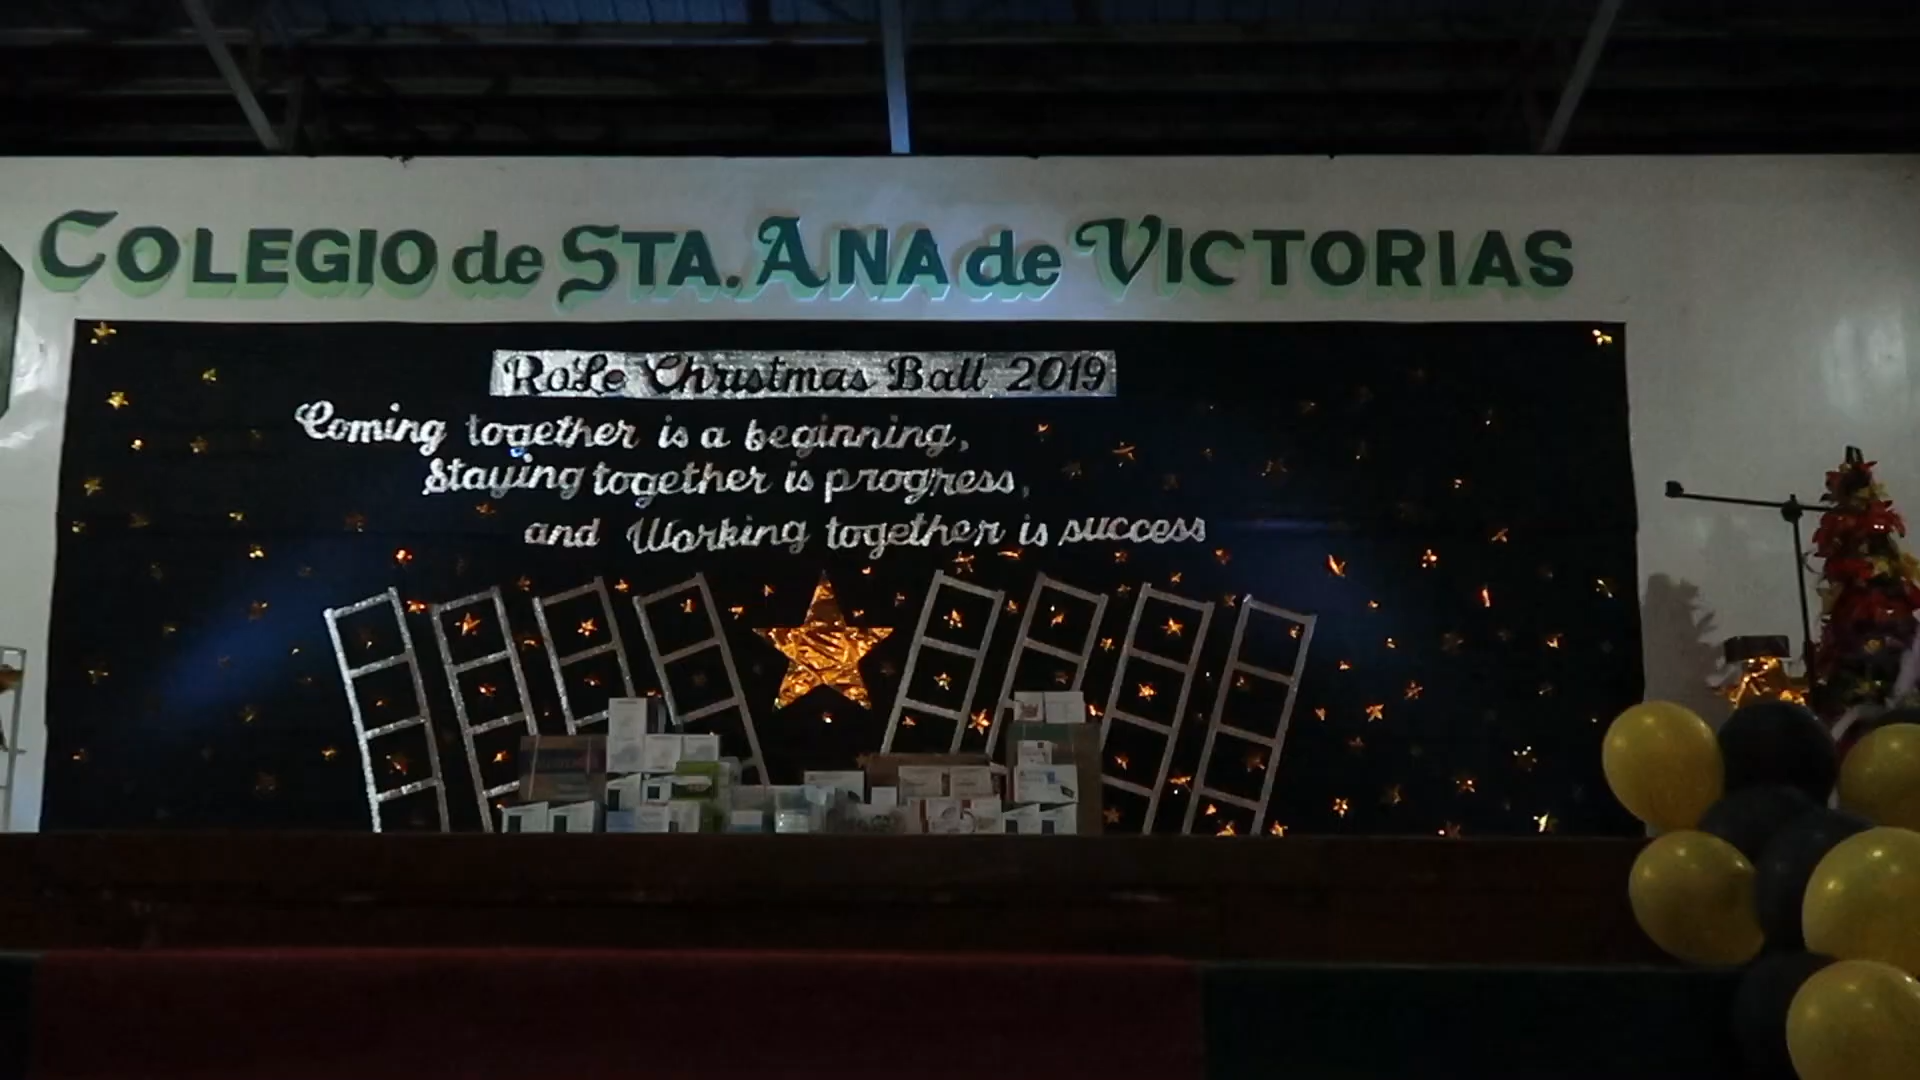 COLEGIO de STA. ANA de VICTORIAS
RoLe Christmas Ball 2019
Coming together is a beginning,
Staying together is progress,
and Working together is success